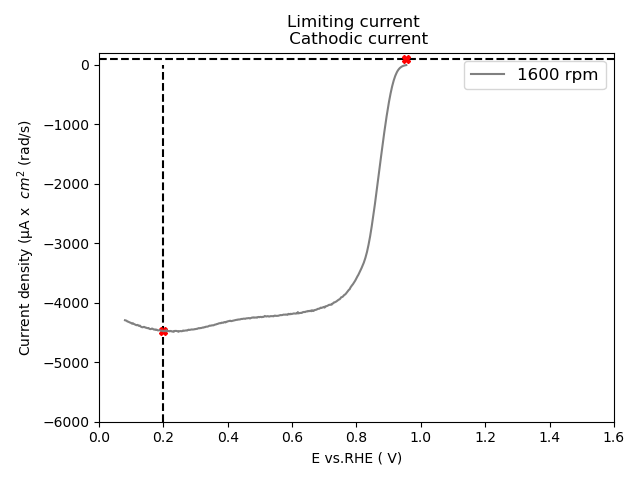 Limiting current
Cathodic current
1600 rpm
Current density (μA x cm² (rad/s)
0
−1000
−2000
−3000
−4000
−5000
−6000
0.0 0.2 0.4 0.6 0.8 1.0 1.2 1.4 1.6
E vs.RHE ( V)